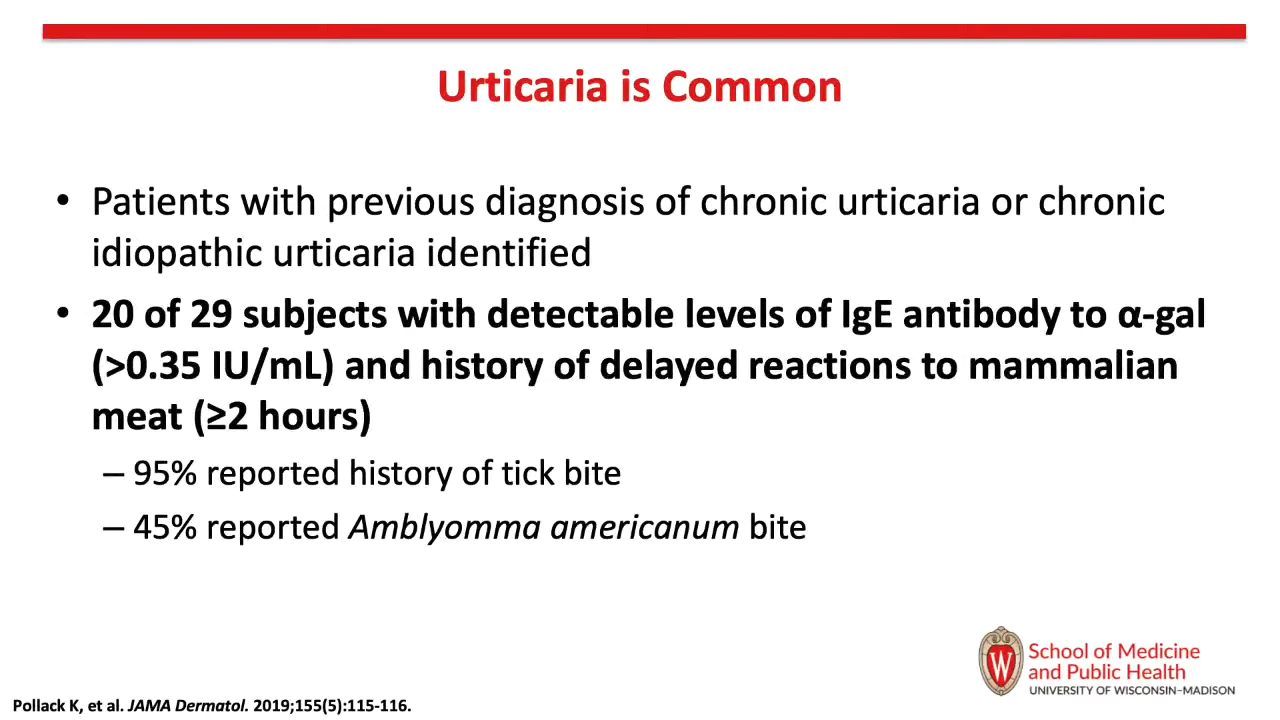 Urticaria is Common
• Patients with previous diagnosis of chronic urticaria or chronic
idiopathic urticaria identified
• 20 of 29 subjects with detectable levels of IgE antibody to α-gal
(>0.35 IU/mL) and history of delayed reactions to mammalian
meat (≥2 hours)
– 95% reported history of tick bite
– 45% reported Amblyomma americanum bite
W
School of Medicine
and Public Health
UNIVERSITY OF WISCONSIN–MADISON
Pollack K, et al. JAMA Dermatol. 2019;155(5):115-116.